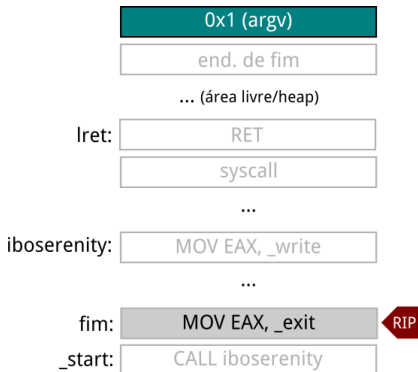 0x1 (argv)
end. de fim
... (área livre/heap)
lret: RET
syscall
...
iboserenity: MOV EAX, _write
...
fim: MOV EAX, _exit RIP
_start: CALL iboserenity